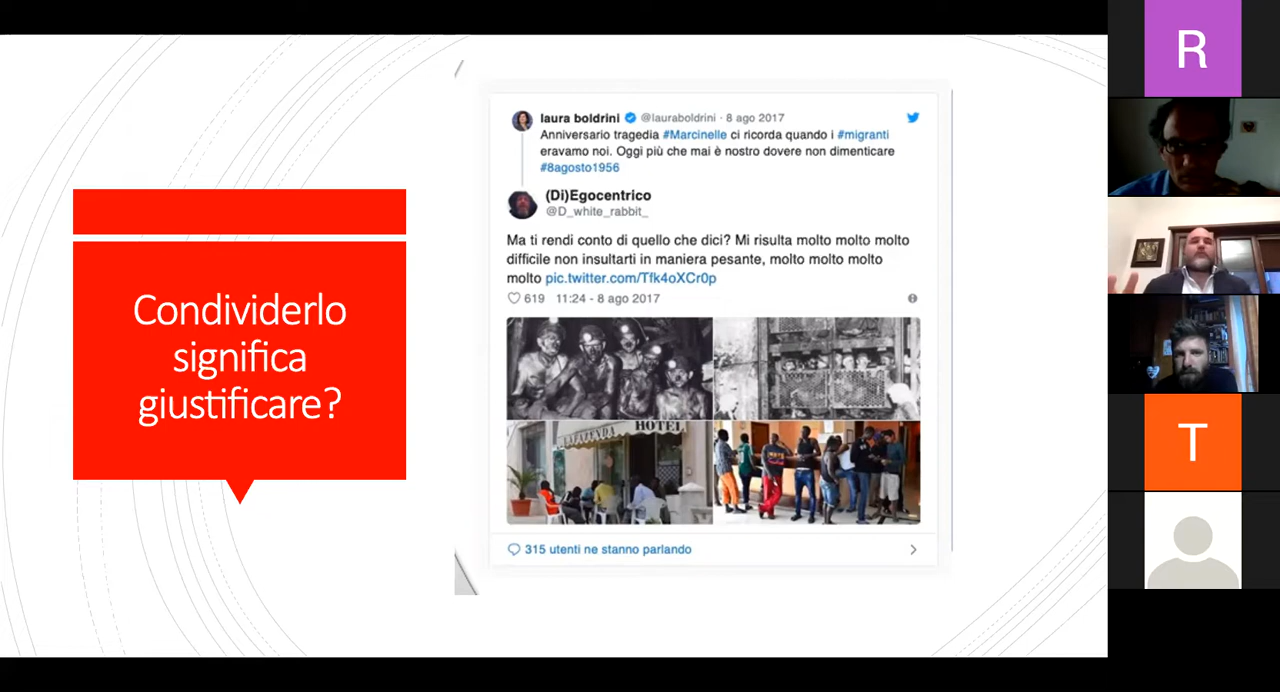 Condividerlo
significa
giustificare?
laura boldrini @lauraboldrini · 8 ago 2017
Anniversario tragedia #Marcinelle ci ricorda quando i #migranti
eravamo noi. Oggi più che mai è nostro dovere non dimenticare
#8agosto1956
(Di)Egocentrico
@D_white_rabbit_
Ma ti rendi conto di quello che dici? Mi risulta molto molto molto
difficile non insultarti in maniera pesante, molto molto molto
molto pic.twitter.com/Tfk4oXCr0p
619 11:24 - 8 ago 2017
HOTEL
315 utenti ne stanno parlando
R
T